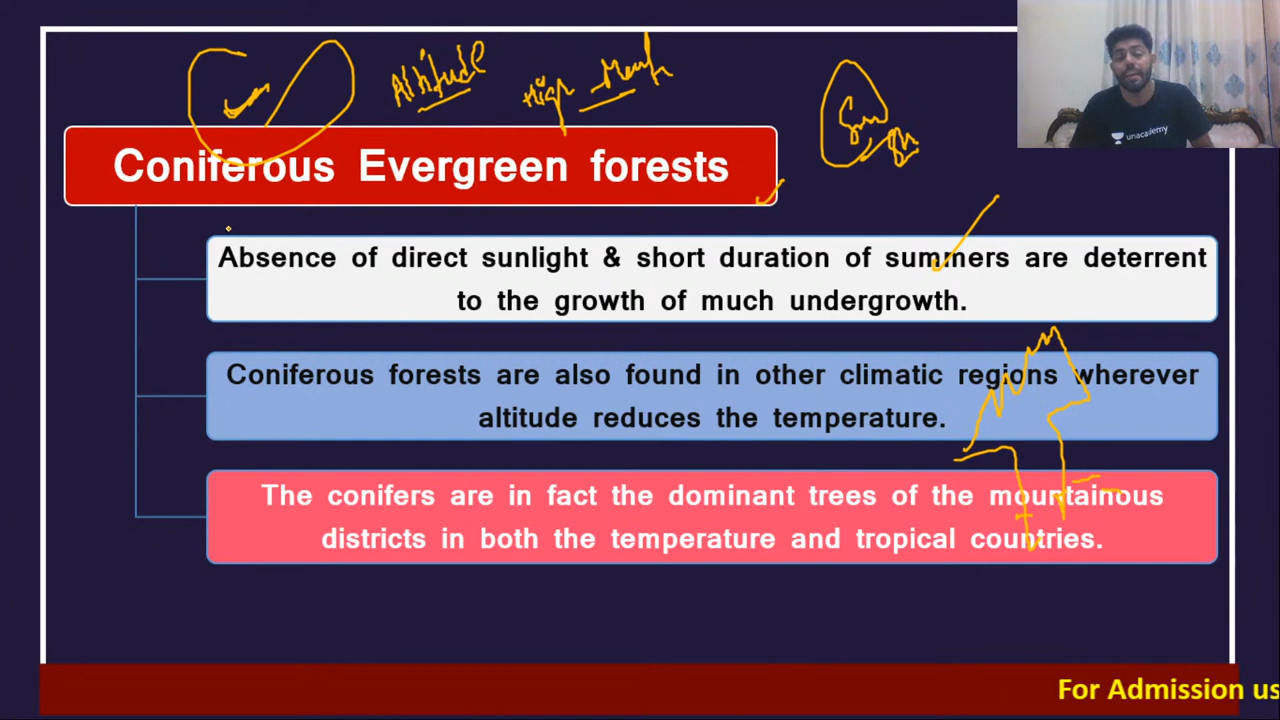 Altitude
High
Coniferous Evergreen forests
unacademy
Absence of direct sunlight & short duration of summers are deterrent
to the growth of much undergrowth.
Coniferous forests are also found in other climatic regions wherever
altitude reduces the temperature.
The conifers are in fact the dominant trees of the mountainous
districts in both the temperature and tropical countries.
For Admission us